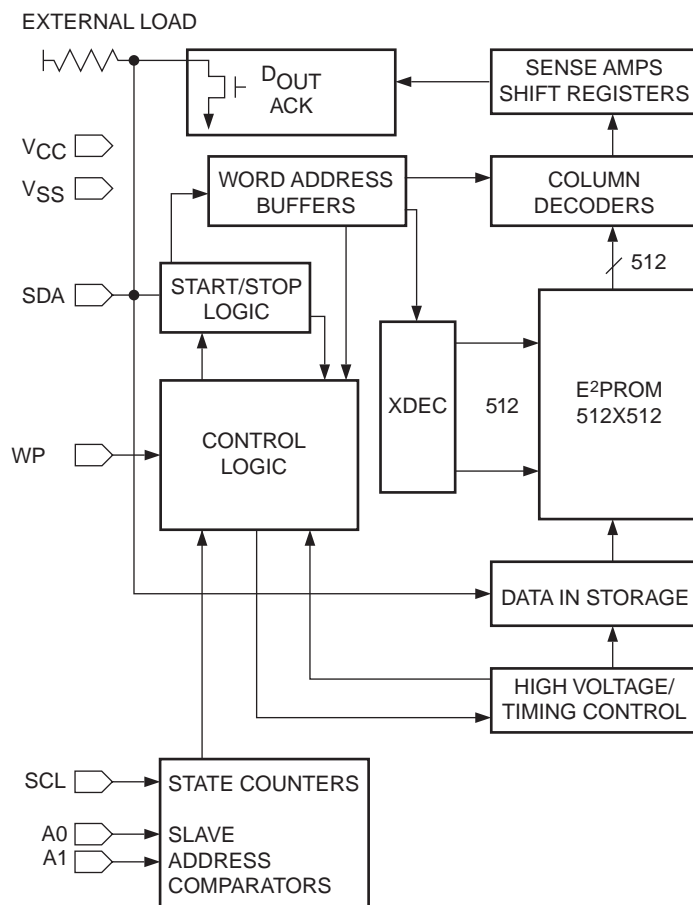 EXTERNAL LOAD
DOUT
ACK
SENSE AMPS
SHIFT REGISTERS
VCC
VSS
WORD ADDRESS
BUFFERS
COLUMN
DECODERS
512
SDA
START/STOP
LOGIC
XDEC
512
E2PROM
512X512
WP
CONTROL
LOGIC
DATA IN STORAGE
HIGH VOLTAGE/
TIMING CONTROL
SCL
STATE COUNTERS
A0
SLAVE
A1
ADDRESS
COMPARATORS